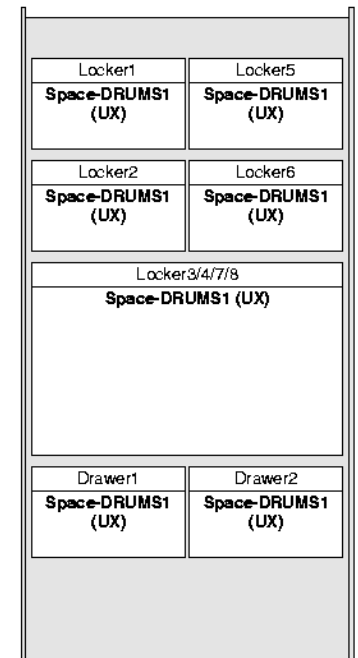 Locker1
Space-DRUMS1
(UX)
Locker5
Space-DRUMS1
(UX)
Locker2
Space-DRUMS1
(UX)
Locker6
Space-DRUMS1
(UX)
Locker3/4/7/8
Space-DRUMS1 (UX)
Drawer1
Space-DRUMS1
(UX)
Drawer2
Space-DRUMS1
(UX)